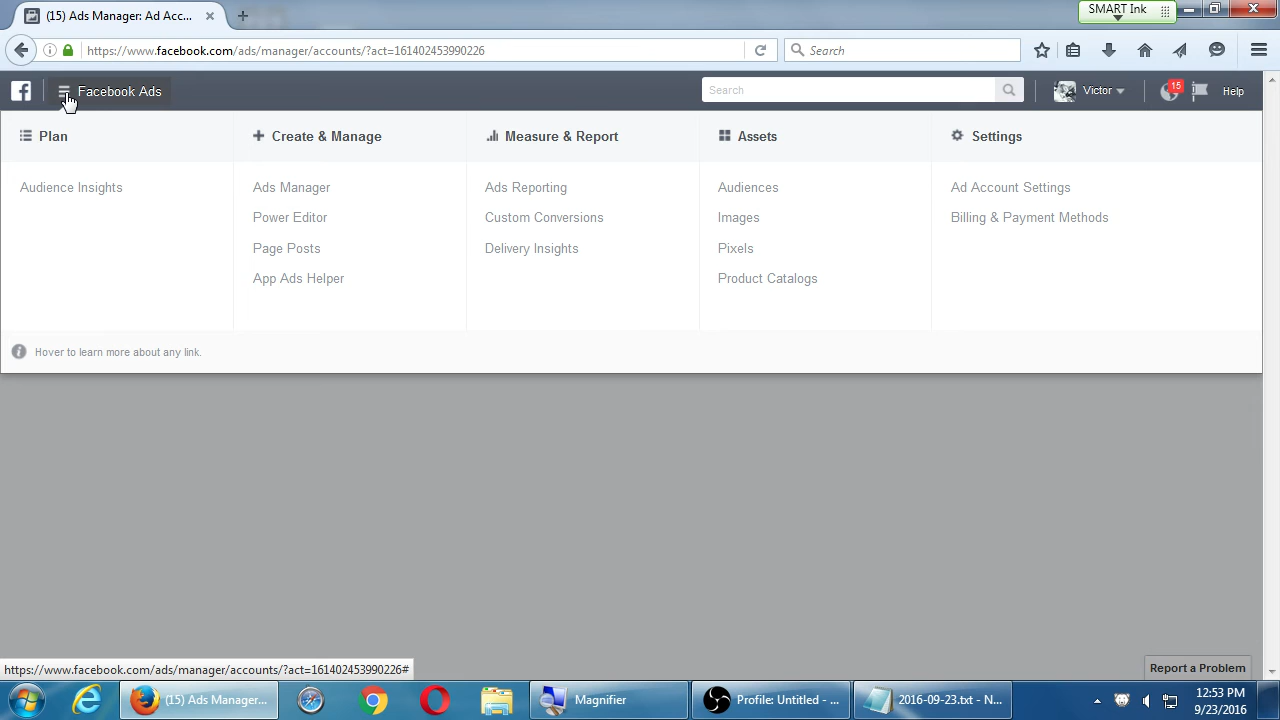 (15) Ads Manager: Ad Acc...
SMART Ink
https://www.facebook.com/ads/manager/accounts/?act=161402453990226
Search
Facebook Ads
Search
Victor
15
Help
Plan
Create & Manage
Measure & Report
Assets
Settings
Audience Insights
Ads Manager
Ads Reporting
Audiences
Ad Account Settings
Power Editor
Custom Conversions
Images
Billing & Payment Methods
Page Posts
Delivery Insights
Pixels
App Ads Helper
Product Catalogs
Hover to learn more about any link.
https://www.facebook.com/ads/manager/accounts/?act=161402453990226#
Report a Problem
(15) Ads Manager...
Magnifier
Profile: Untitled - ...
2016-09-23.txt - N...
12:53 PM
9/23/2016